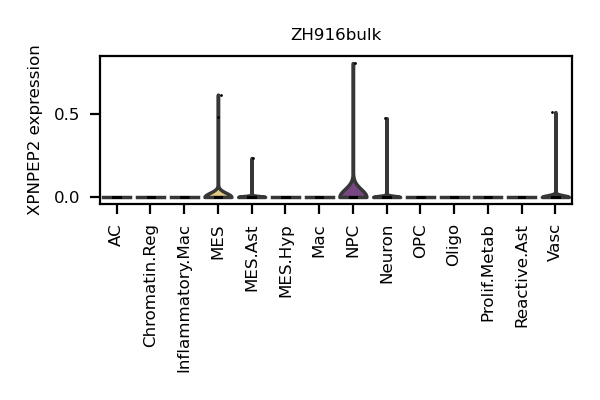 ZH916bulk
XPNPEP2 expression
0.5
0.0
AC
Chromatin.Reg
Inflammatory.Mac
MES
MES.Ast
MES.Hyp
Mac
NPC
Neuron
OPC
Oligo
Prolif.Metab
Reactive.Ast
Vasc